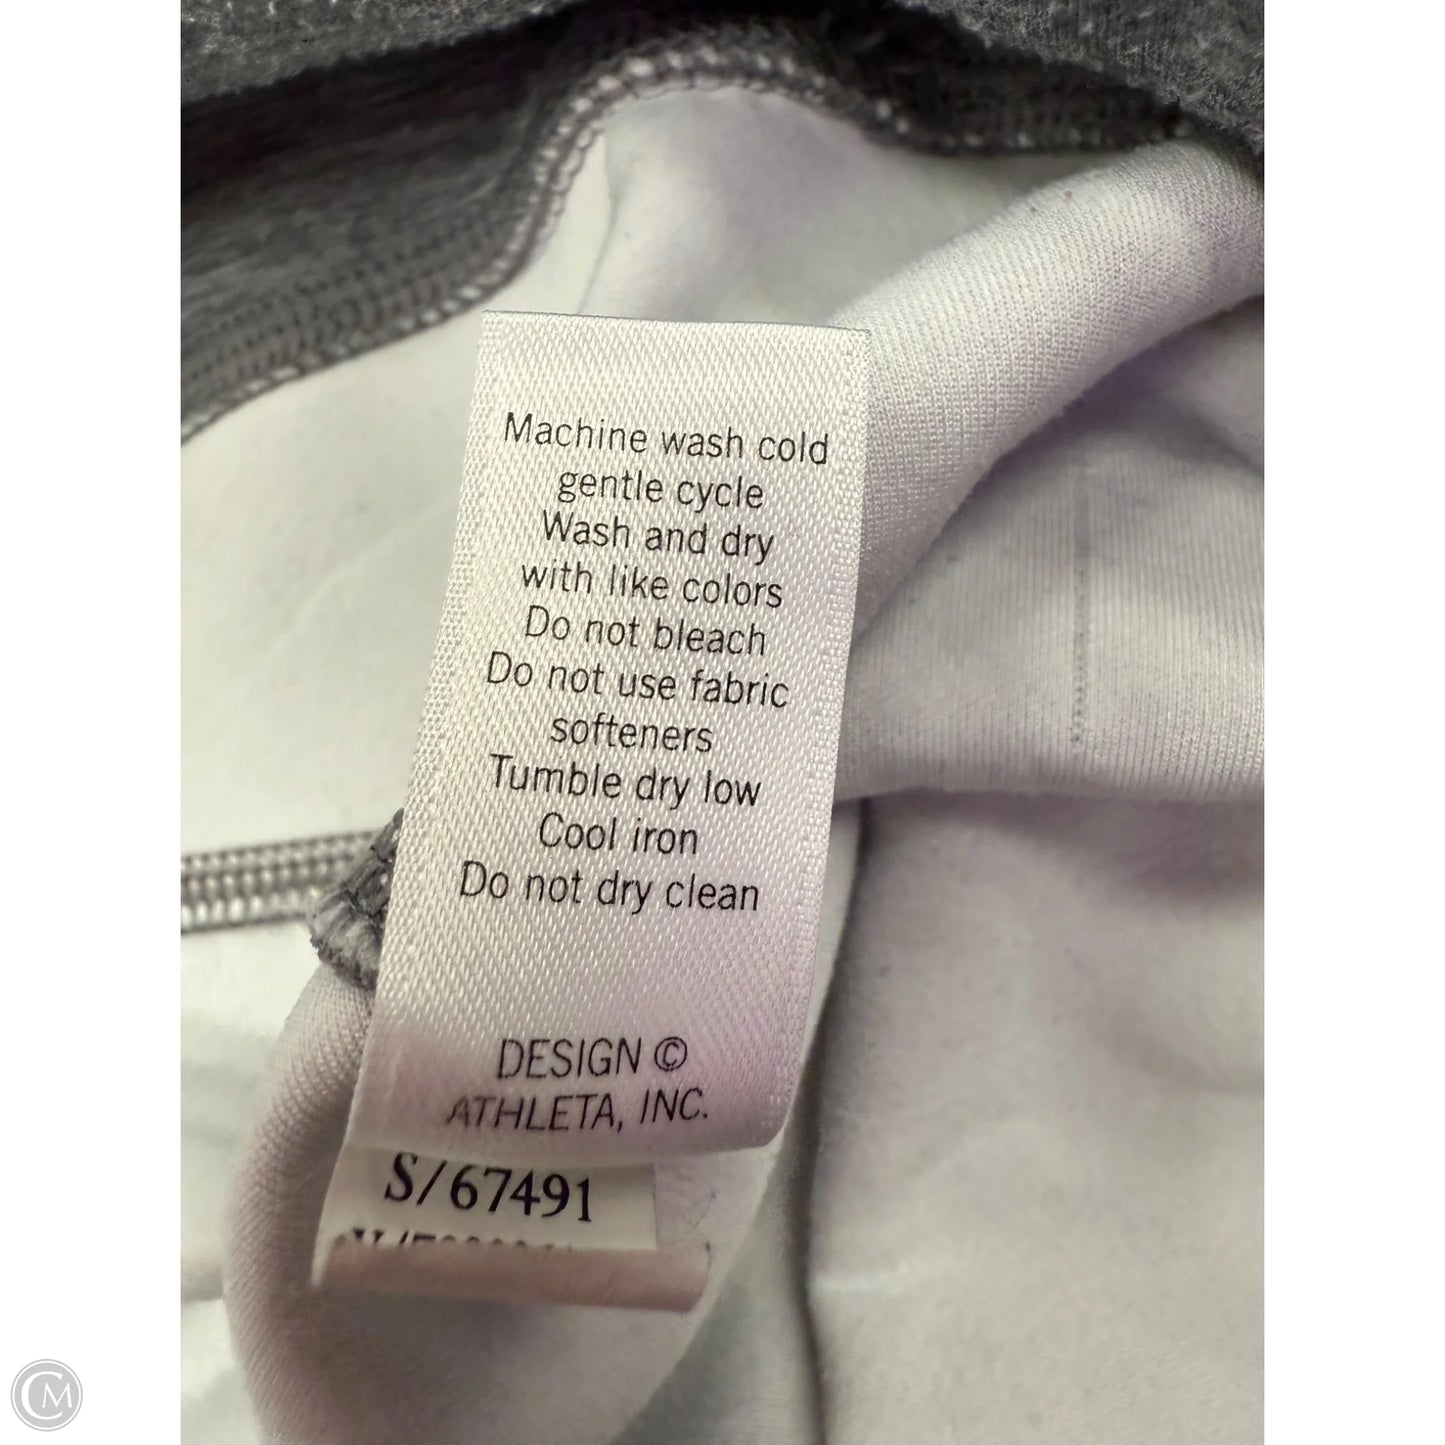 Machine wash cold
gentle cycle
Wash and dry
with like colors
Do not bleach
Do not use fabric
softeners
Tumble dry low
Cool iron
Do not dry clean
DESIGN ©
ATHLETA, INC.
S/67491
CM